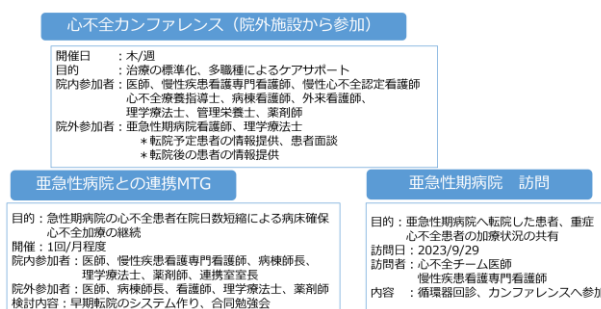 心不全カンファレンス（院外施設から参加）
開催日　：木/週
目的　　：治療の標準化、多職種によるケアサポート
院内参加者：医師、慢性疾患看護専門看護師、慢性心不全認定看護師
心不全療養指導士、病棟看護師、外来看護師、
理学療法士、管理栄養士、薬剤師
院外参加者：亜急性期病院看護師、理学療法士
＊転院予定患者の情報提供、患者面談
＊転院後の患者の情報提供
亜急性病院との連携MTG
目的：急性期病院の心不全患者在院日数短縮による病床確保
心不全加療の継続
開催：1回/月程度
院内参加者：医師、慢性疾患看護専門看護師、病棟師長、
理学療法士、薬剤師、連携室室長
院外参加者：医師、病棟師長、看護師、理学療法士、薬剤師
検討内容：早期転院のシステム作り、合同勉強会
亜急性期病院　訪問
目的：亜急性期病院へ転院した患者、重症
心不全患者の加療状況の共有
訪問日：2023/9/29
訪問者：心不全チーム医師
慢性疾患看護専門看護師
内容　：循環器回診、カンファレンスへ参加